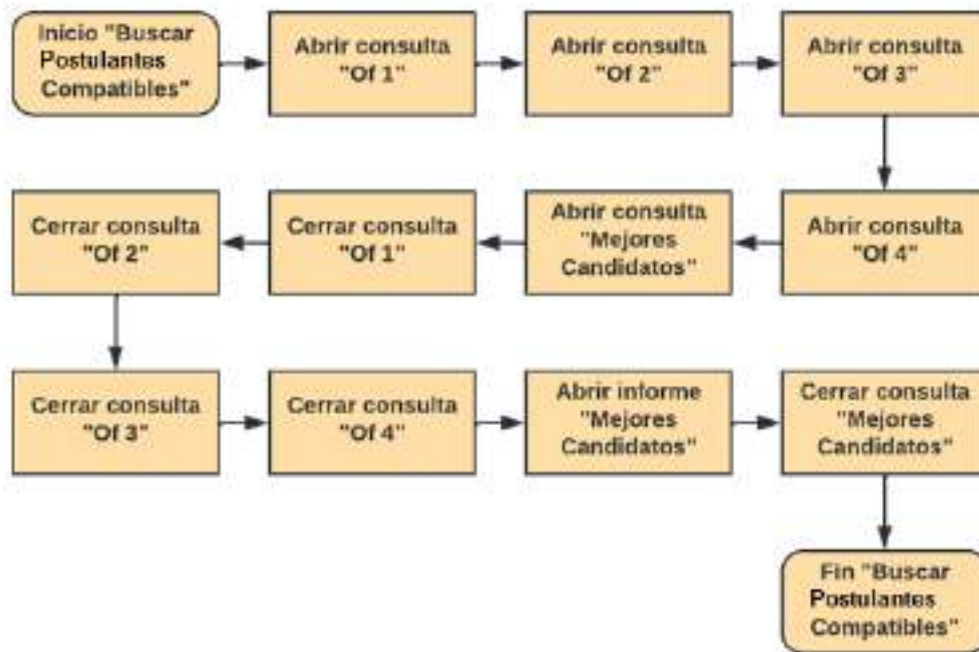 Inicio "Buscar
Postulantes
Compatibles"
Abrir consulta
"Of 1"
Abrir consulta
"Of 2"
Abrir consulta
"Of 3"
Abrir consulta
"Of 4"
Abrir consulta
"Mejores
Candidatos"
Cerrar consulta
"Of 1"
Cerrar consulta
"Of 2"
Cerrar consulta
"Of 3"
Cerrar consulta
"Of 4"
Abrir informe
"Mejores
Candidatos"
Cerrar consulta
"Mejores
Candidatos"
Fin "Buscar
Postulantes
Compatibles"